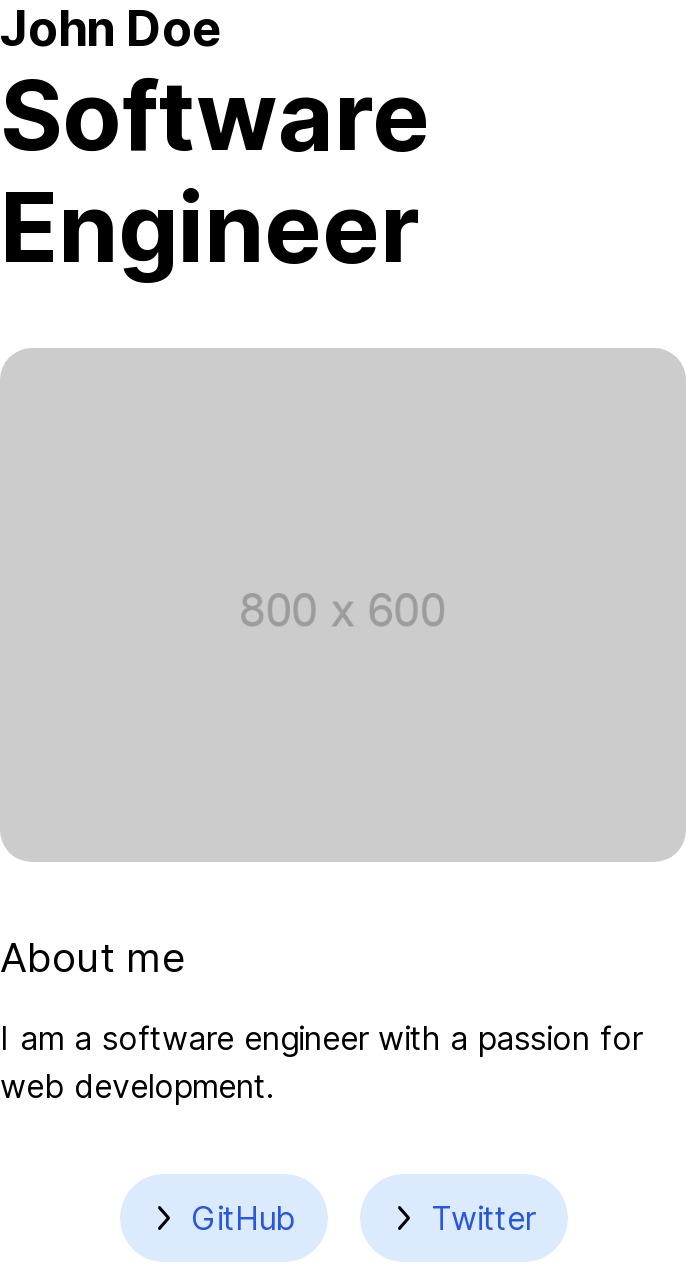 John Doe
Software
Engineer
800 x 600
About me
I am a software engineer with a passion for
web development.
GitHub
Twitter